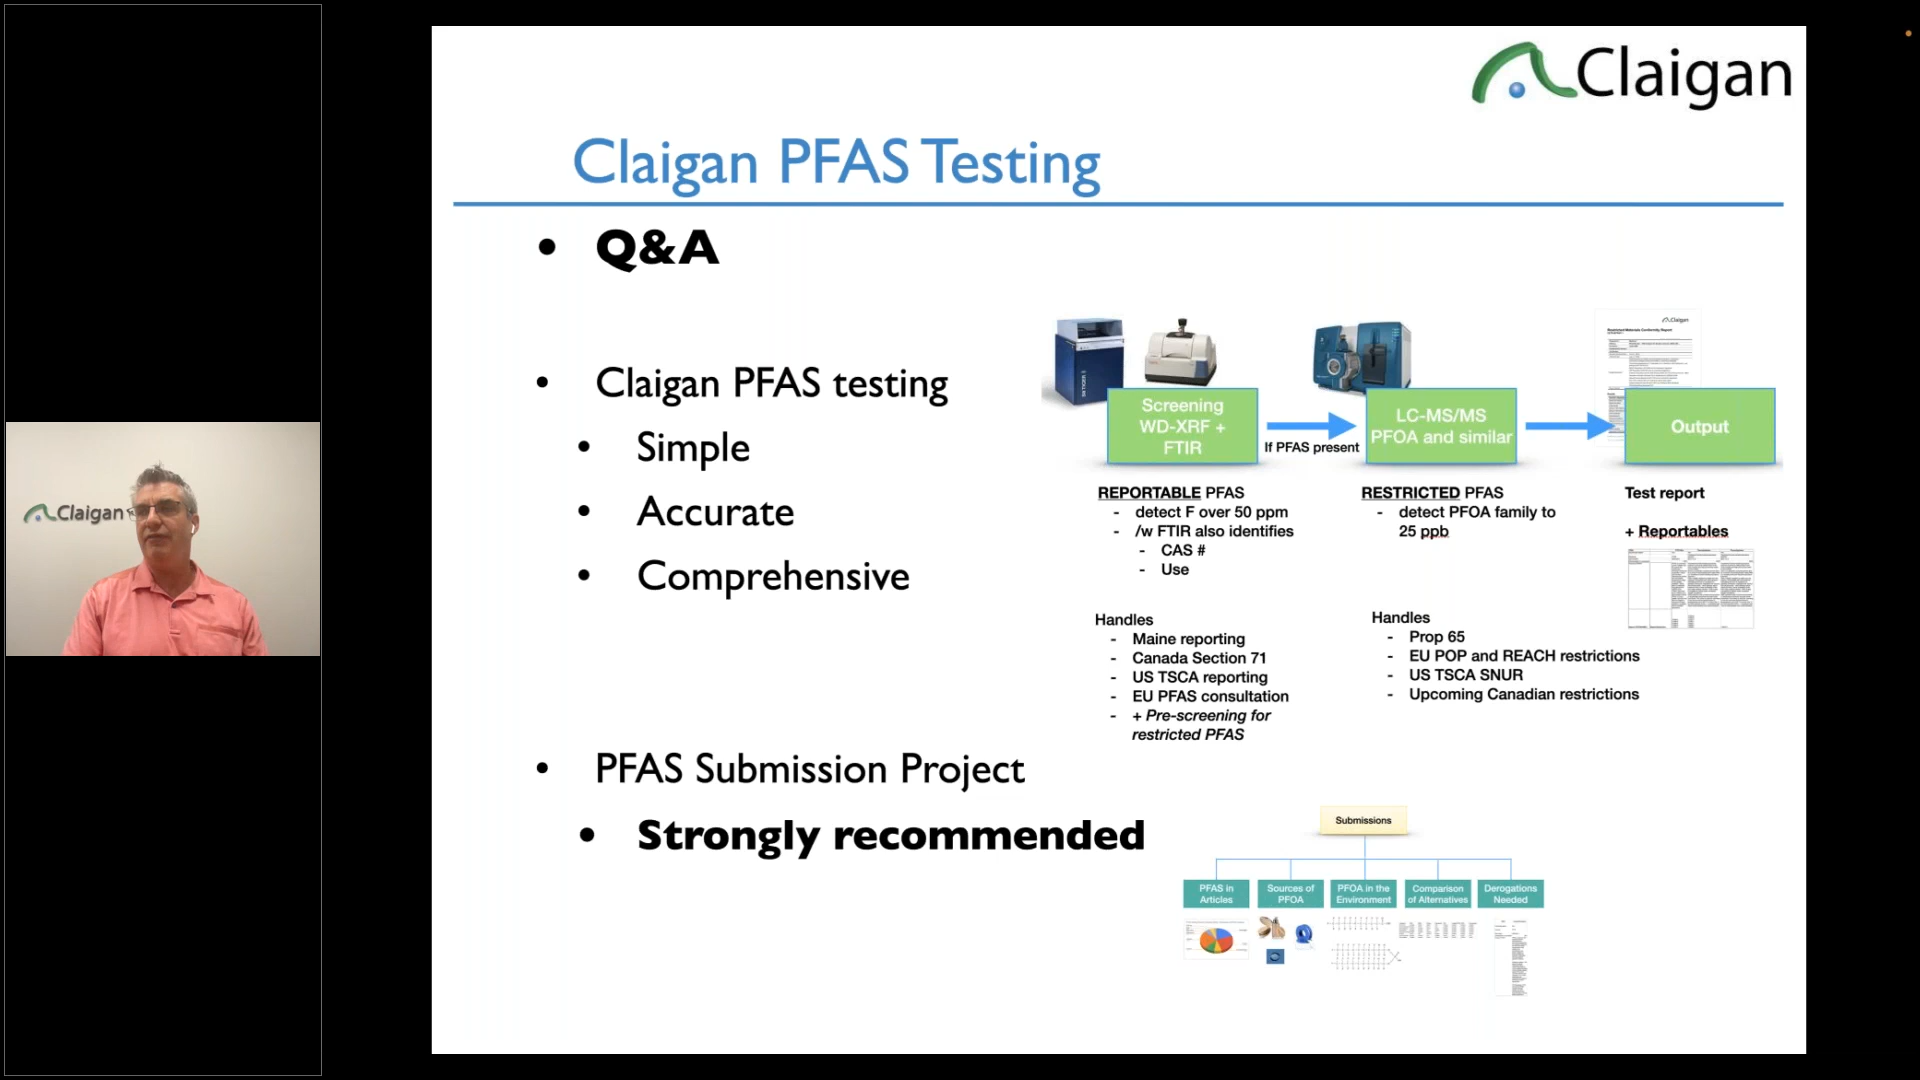 Claigan
Claigan PFAS Testing
• Q&A
• Claigan PFAS testing
• Simple
• Accurate
• Comprehensive
• PFAS Submission Project
• Strongly recommended
Screening
WD-XRF +
FTIR
If PFAS present
LC-MS/MS
PFOA and similar
Claigan
Output
REPORTABLE PFAS
- detect F over 50 ppm
- /w FTIR also identifies
- CAS #
- Use
Handles
- Maine reporting
- Canada Section 71
- US TSCA reporting
- EU PFAS consultation
- + Pre-screening for
restricted PFAS
RESTRICTED PFAS
- detect PFOA family to
25 ppb
Handles
- Prop 65
- EU POP and REACH restrictions
- US TSCA SNUR
- Upcoming Canadian restrictions
Test report
+ Reportables
Submissions
PFAS in
Articles
Sources of
PFOA
PFOA in the
Environment
Comparison
of Alternatives
Derogations
Needed
Claigan